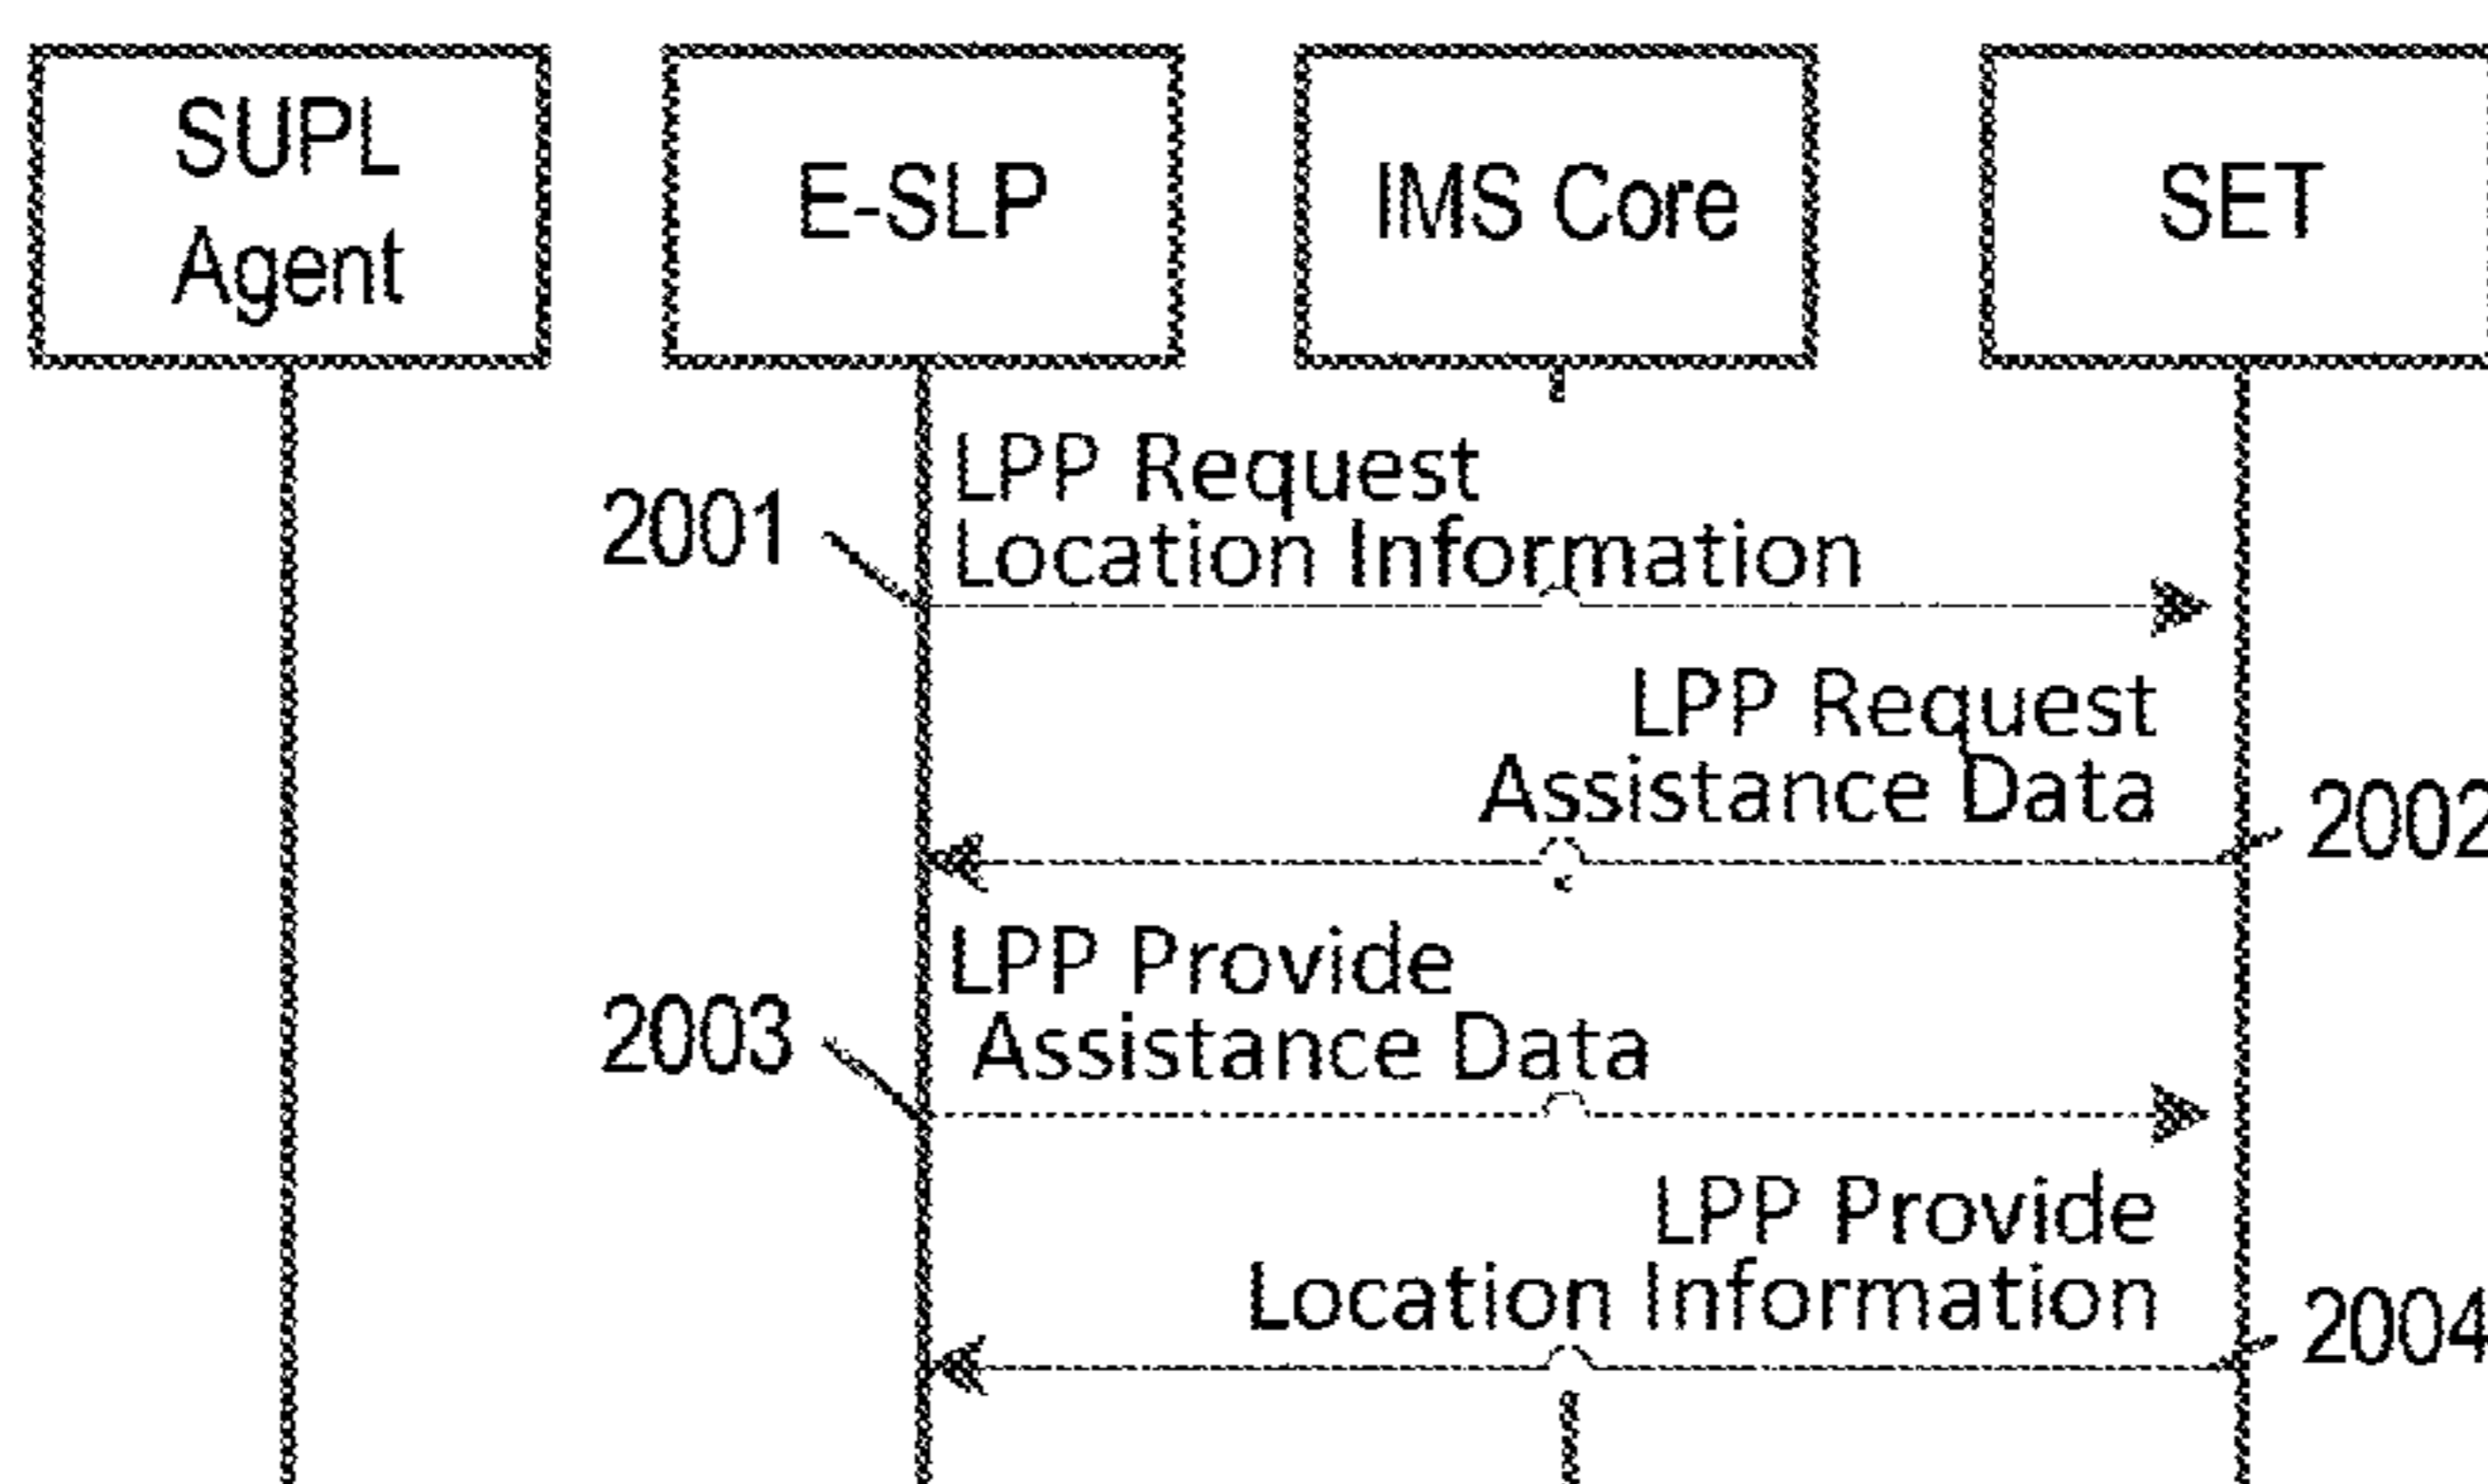 SUPL
Agent
E-SLP
IMS Core
SET
LPP Request
Location Information
2001
LPP Request
Assistance Data
2002
LPP Provide
Assistance Data
2003
LPP Provide
Location Information
2004